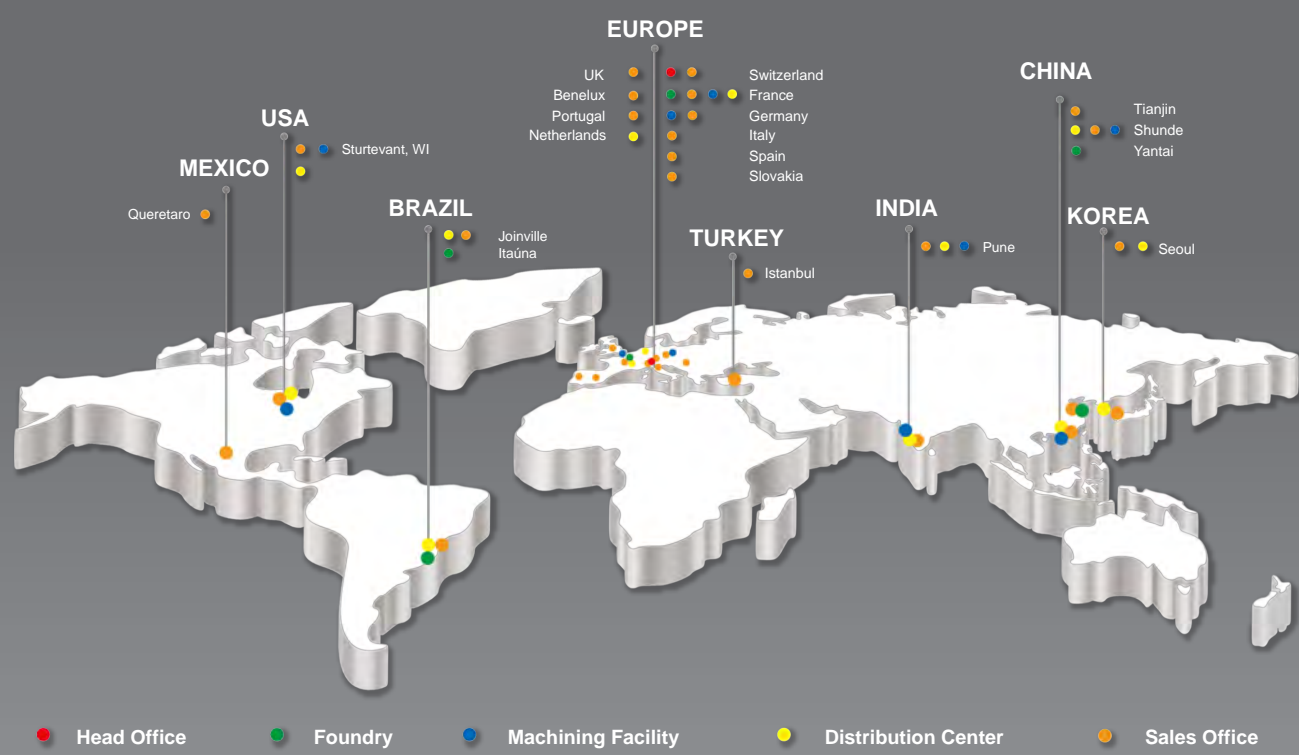 EUROPE
UK
Benelux
Portugal
Netherlands
Switzerland
France
Germany
Italy
Spain
Slovakia
CHINA
Tianjin
Shunde
Yantai
USA
Sturtevant, WI
MEXICO
Queretaro
BRAZIL
Joinville
Itaúna
TURKEY
Istanbul
INDIA
Pune
KOREA
Seoul
Head Office
Foundry
Machining Facility
Distribution Center
Sales Office